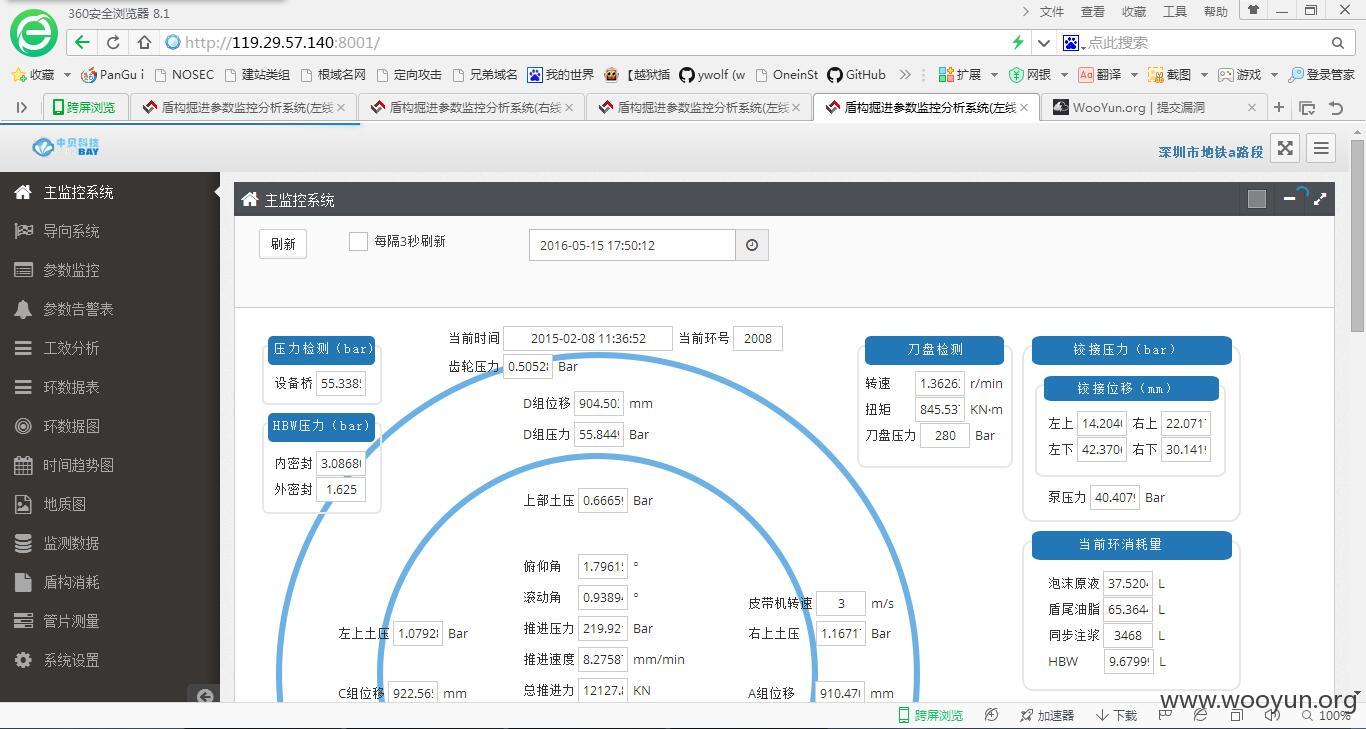 360安全浏览器 8.1
文件 查看 收藏 工具 帮助
http://119.29.57.140:8001/
点此搜索
收藏 PanGu i NOSEC 建站类组 根域名网 定向攻击 兄弟域名 我的世界 【越狱插 ywolf (w OneinSt GitHub 扩展 网银 翻译 截图 游戏 登录管家
跨屏浏览 盾构掘进参数监控分析系统(左线 盾构掘进参数监控分析系统(右线 盾构掘进参数监控分析系统(左线 盾构掘进参数监控分析系统(左线 WooYun.org | 提交漏洞
中贝科技
BAY
深圳市地铁a路段
主监控系统
导向系统
参数监控
参数告警表
工效分析
环数据表
环数据图
时间趋势图
地质图
监测数据
盾构消耗
管片测量
系统设置
主监控系统
刷新 每隔3秒刷新 2016-05-15 17:50:12
当前时间 2015-02-08 11:36:52 当前环号 2008
齿轮压力 0.5052 Bar
压力检测（bar）
设备桥 55.338
HBW压力（bar）
内密封 3.0868
外密封 1.625
D组位移 904.50 mm
D组压力 55.844 Bar
上部土压 0.6665 Bar
俯仰角 1.7961 °
滚动角 0.9389 °
推进压力 219.92 Bar
推进速度 8.2758 mm/min
总推进力 12127. KN
左上土压 1.0792 Bar
C组位移 922.56 mm
皮带机转速 3 m/s
右上土压 1.1671 Bar
A组位移 910.47 mm
刀盘检测
转速 1.3626 r/min
扭矩 845.53 KN·m
刀盘压力 280 Bar
铰接压力（bar）
铰接位移（mm）
左上 14.204 右上 22.071
左下 42.370 右下 30.141
泵压力 40.407 Bar
当前环消耗量
泡沫原液 37.520 L
盾尾油脂 65.364 L
同步注浆 3468 L
HBW 9.6799 L
www.wooyun.org
跨屏浏览 加速器 下载 100%